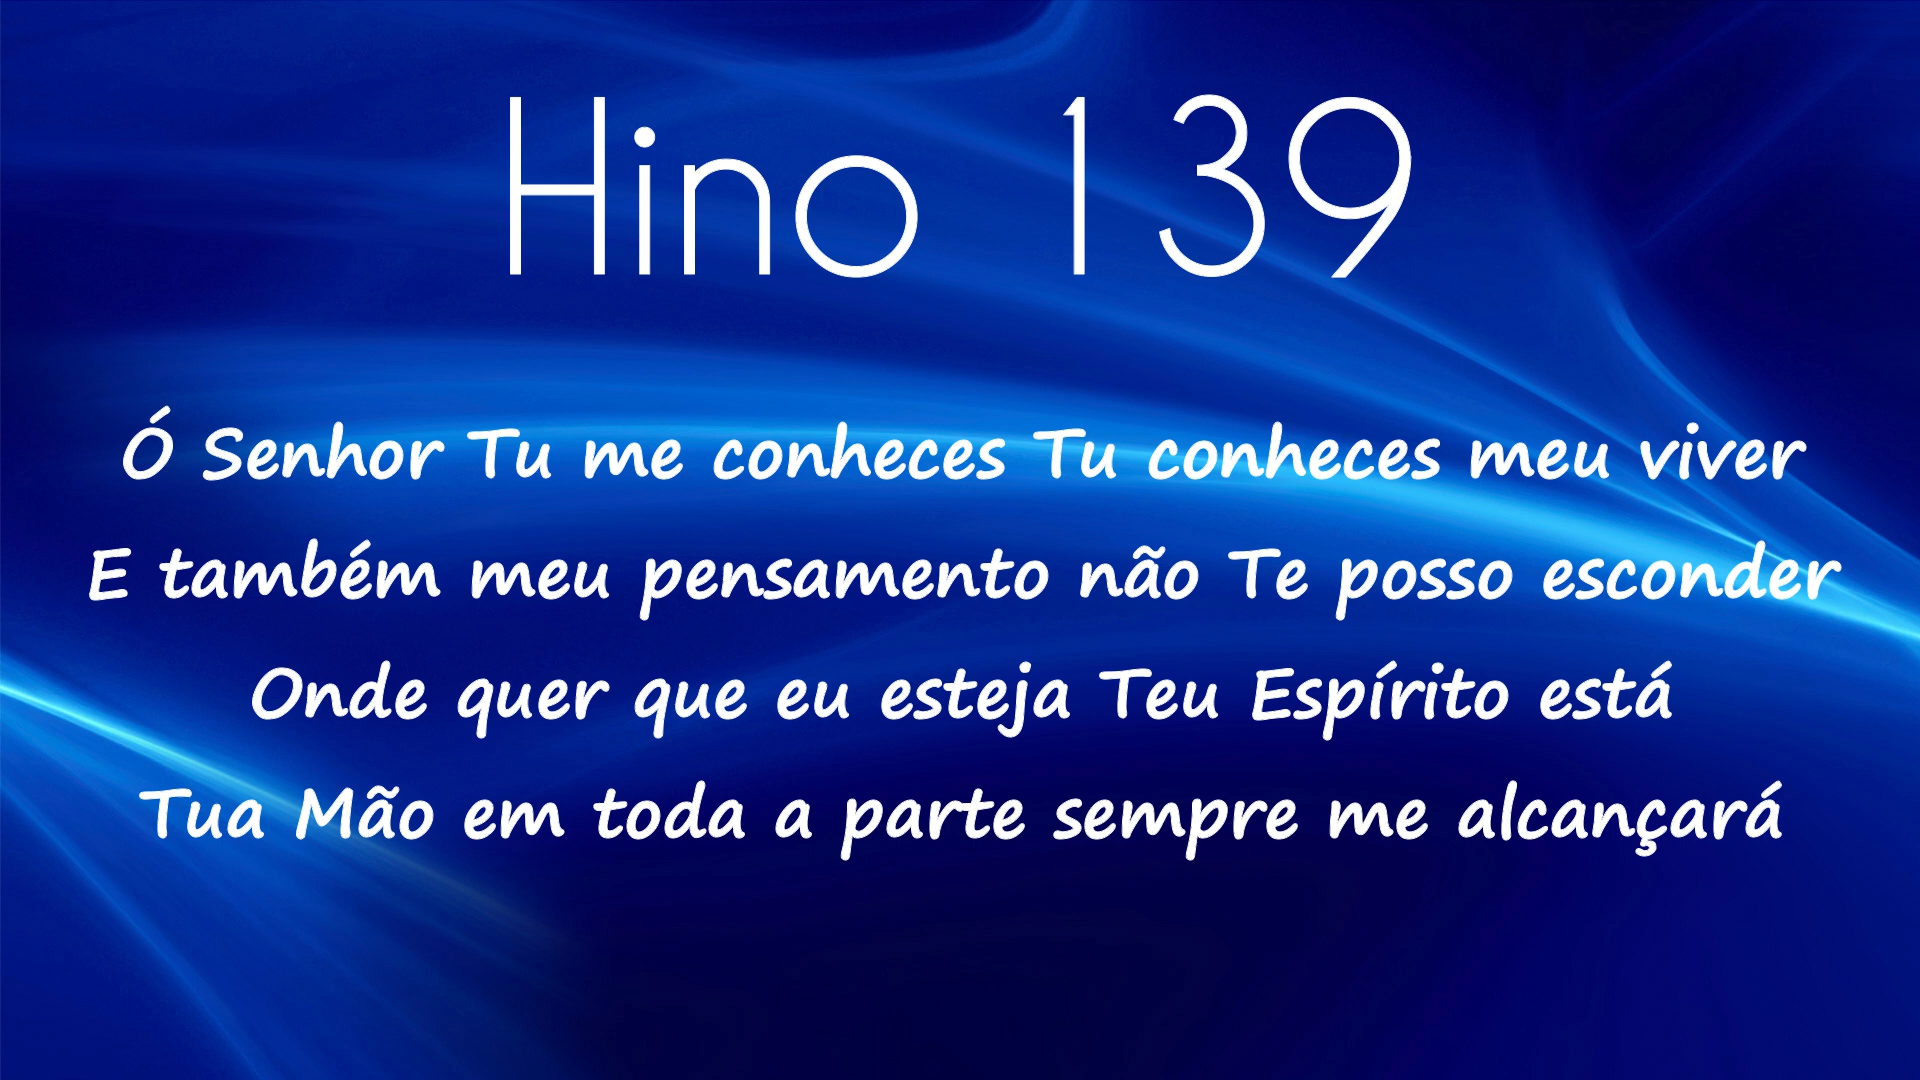 Hino 139
Ó Senhor Tu me conheces Tu conheces meu viver
E também meu pensamento não Te posso esconder
Onde quer que eu esteja Teu Espírito está
Tua Mão em toda a parte sempre me alcançará